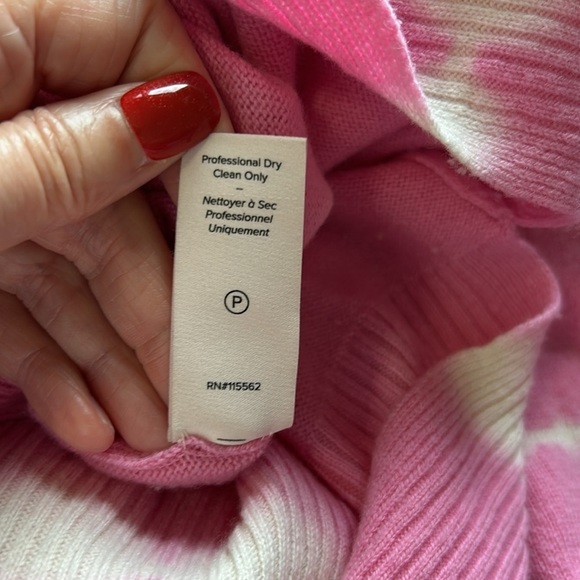 Professional Dry
Clean Only
–
Nettoyer à Sec
Professionnel
Uniquement
P
RN#115562